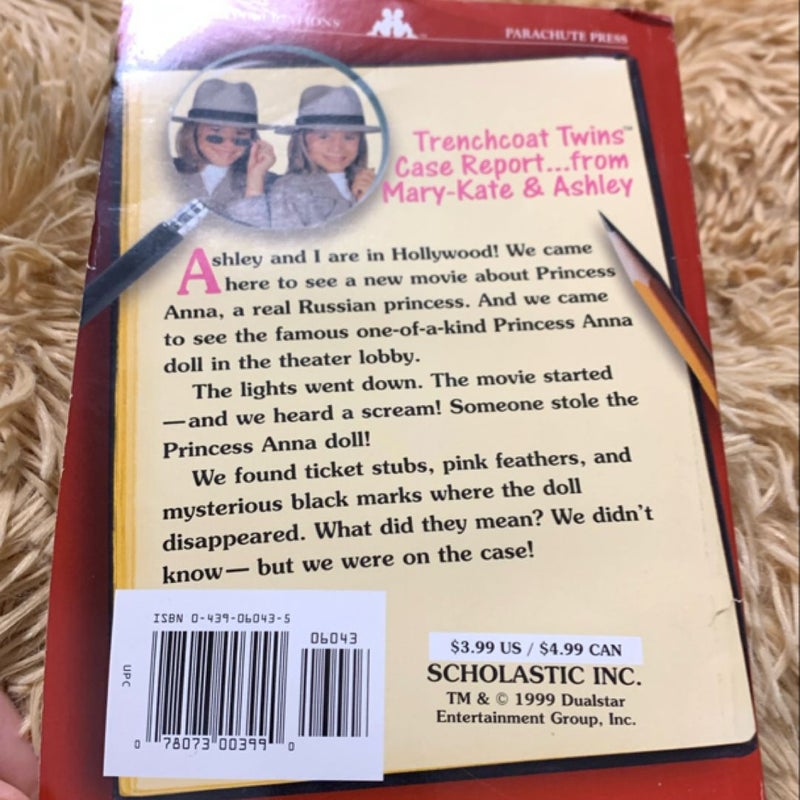 PARACHUTE PRESS
Trenchcoat Twins™
Case Report...from
Mary-Kate & Ashley
Ashley and I are in Hollywood! We came
here to see a new movie about Princess
Anna, a real Russian princess. And we came
to see the famous one-of-a-kind Princess Anna
doll in the theater lobby.
The lights went down. The movie started
—and we heard a scream! Someone stole the
Princess Anna doll!
We found ticket stubs, pink feathers, and
mysterious black marks where the doll
disappeared. What did they mean? We didn't
know— but we were on the case!
ISBN 0-439-06043-5
06043
UPC
0 78073 00399 0
$3.99 US / $4.99 CAN
SCHOLASTIC INC.
TM & © 1999 Dualstar
Entertainment Group, Inc.